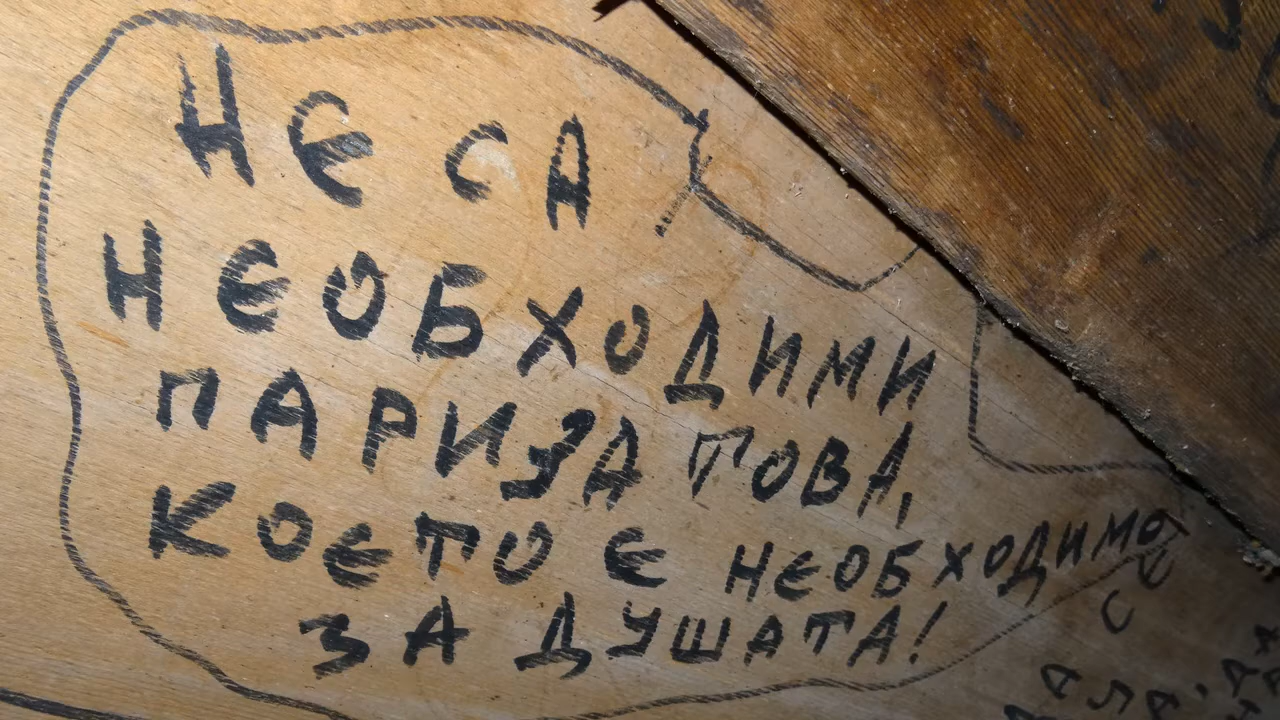 НЕ СА
НЕОБХОДИМИ
ПАРИ ЗА ТОВА,
КОЕТО Е НЕОБХОДИМО
ЗА ДУШАТА!